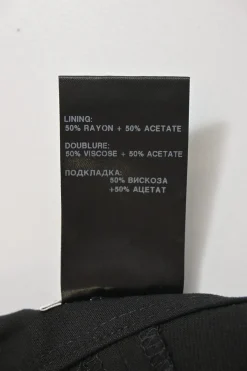 LINING:
50% RAYON + 50% ACETATE
DOUBLURE:
50% VISCOSE + 50% ACETATE
ПОДКЛАДКА:
50% ВИСКОЗА
+50% АЦЕТАТ